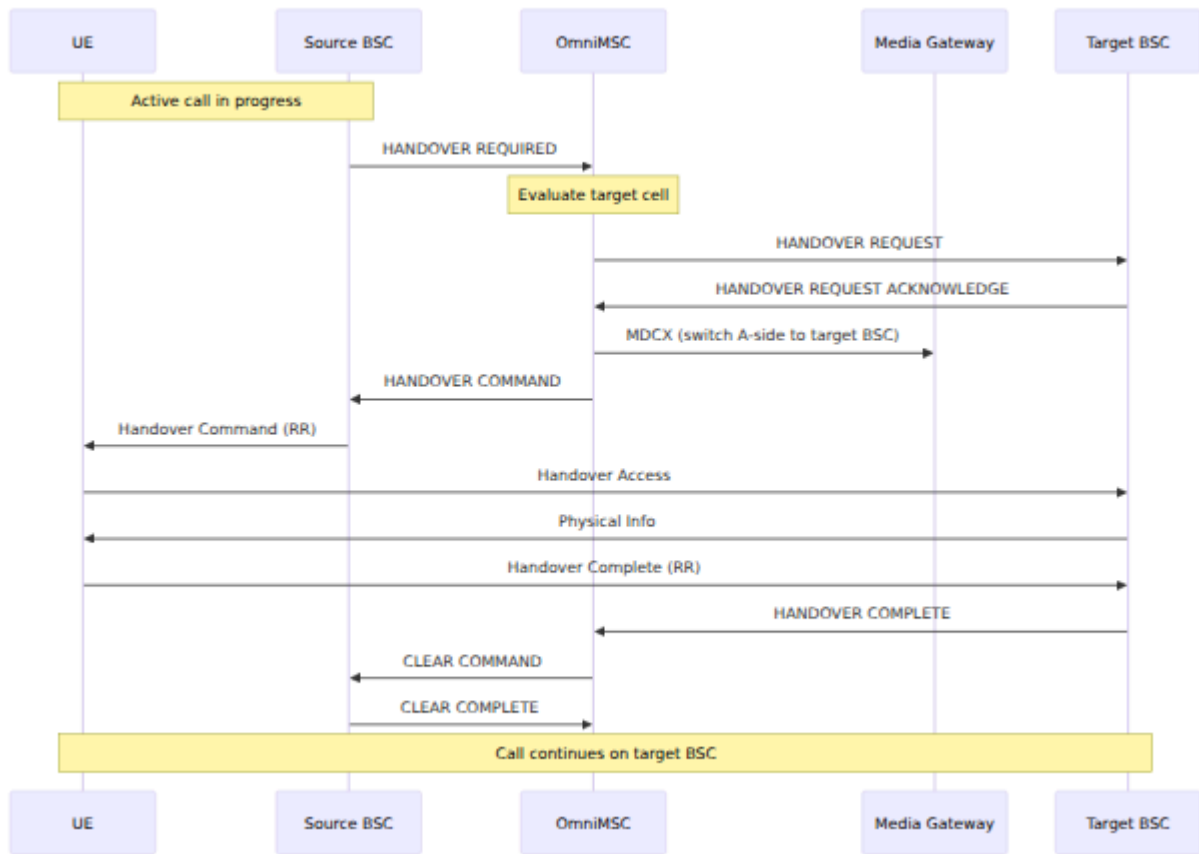 UE
Source BSC
OmniMSC
Media Gateway
Target BSC
Active call in progress
HANDOVER REQUIRED
Evaluate target cell
HANDOVER REQUEST
HANDOVER REQUEST ACKNOWLEDGE
MDCX (switch A-side to target BSC)
HANDOVER COMMAND
Handover Command (RR)
Handover Access
Physical Info
Handover Complete (RR)
HANDOVER COMPLETE
CLEAR COMMAND
CLEAR COMPLETE
Call continues on target BSC
UE
Source BSC
OmniMSC
Media Gateway
Target BSC